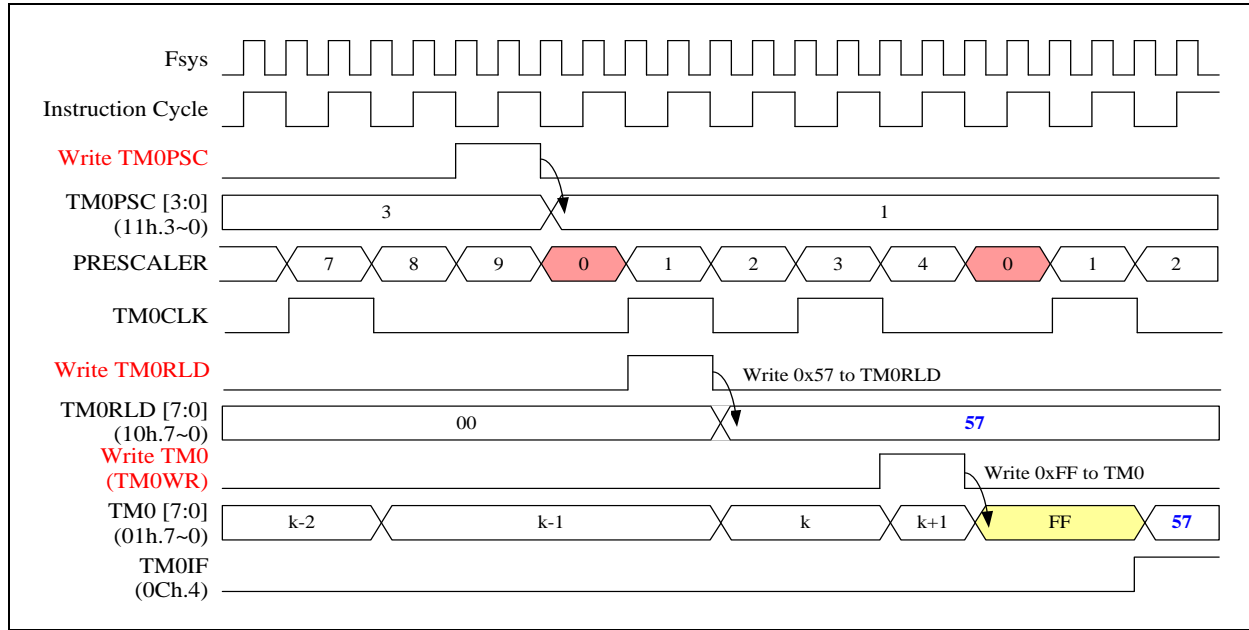 Fsys
Instruction Cycle
Write TM0PSC
TM0PSC [3:0]
(11h.3~0)
3
1
PRESCALER
7
8
9
0
1
2
3
4
0
1
2
TM0CLK
Write TM0RLD
Write 0x57 to TM0RLD
TM0RLD [7:0]
(10h.7~0)
00
57
Write TM0
(TM0WR)
Write 0xFF to TM0
TM0 [7:0]
(01h.7~0)
k-2
k-1
k
k+1
FF
57
TM0IF
(0Ch.4)